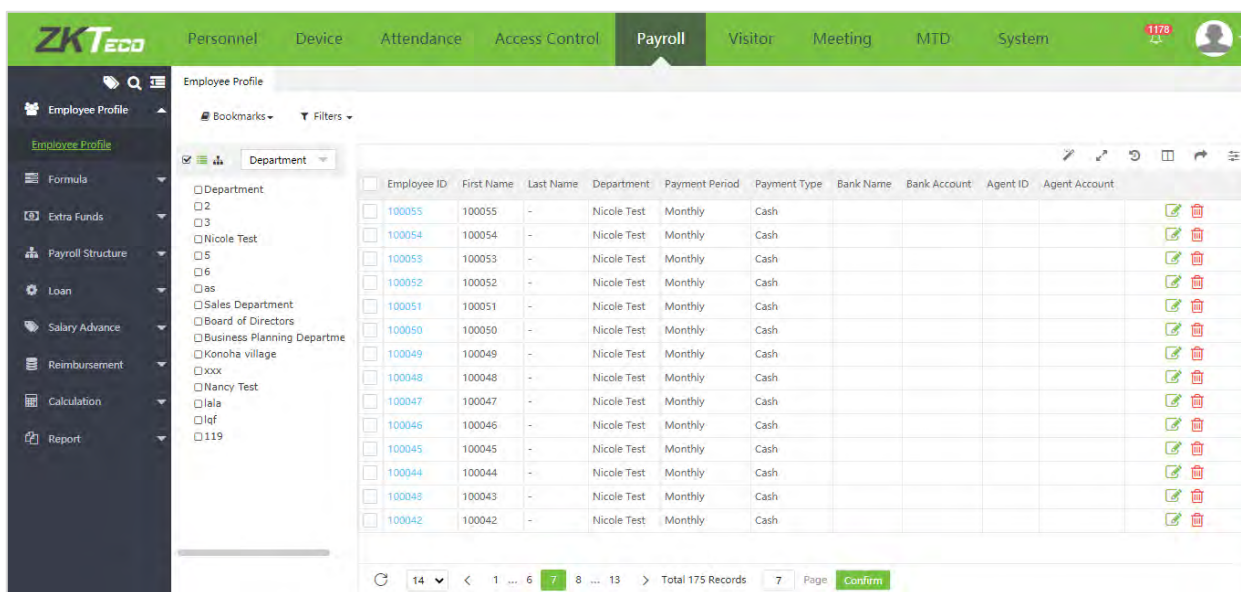 ZKTeco
Personnel Device Attendance Access Control Payroll Visitor Meeting MTD System 1178
Employee Profile
Employee Profile
Formula
Extra Funds
Payroll Structure
Loan
Salary Advance
Reimbursement
Calculation
Report
Employee Profile
Bookmarks Filters
Department
Department
2
3
Nicole Test
5
6
as
Sales Department
Board of Directors
Business Planning Departme
Konoha village
xxx
Nancy Test
lala
lqf
119
Employee ID First Name Last Name Department Payment Period Payment Type Bank Name Bank Account Agent ID Agent Account
100055 100055 - Nicole Test Monthly Cash
100054 100054 - Nicole Test Monthly Cash
100053 100053 - Nicole Test Monthly Cash
100052 100052 - Nicole Test Monthly Cash
100051 100051 - Nicole Test Monthly Cash
100050 100050 - Nicole Test Monthly Cash
100049 100049 - Nicole Test Monthly Cash
100048 100048 - Nicole Test Monthly Cash
100047 100047 - Nicole Test Monthly Cash
100046 100046 - Nicole Test Monthly Cash
100045 100045 - Nicole Test Monthly Cash
100044 100044 - Nicole Test Monthly Cash
100043 100043 - Nicole Test Monthly Cash
100042 100042 - Nicole Test Monthly Cash
14 < 1 ... 6 7 8 ... 13 > Total 175 Records 7 Page Confirm